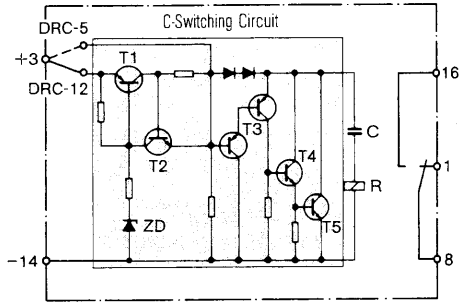 C-Switching Circuit
DRC-5
+3
DRC-12
T1
T2
T3
T4
T5
ZD
C
R
16
1
8
-14